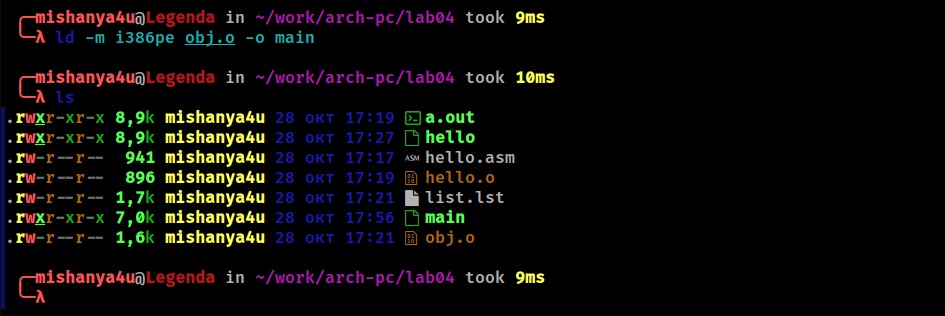 mishanya4u@Legenda in ~/work/arch-pc/lab04 took 9ms
λ ld -m i386pe obj.o -o main
mishanya4u@Legenda in ~/work/arch-pc/lab04 took 10ms
λ ls
.rwxr-xr-x 8,9k mishanya4u 28 окт 17:19 a.out
.rwxr-xr-x 8,9k mishanya4u 28 окт 17:27 hello
.rw-r--r-- 941 mishanya4u 28 окт 17:17 ASM hello.asm
.rw-r--r-- 896 mishanya4u 28 окт 17:19 hello.o
.rw-r--r-- 1,7k mishanya4u 28 окт 17:21 list.lst
.rwxr-xr-x 7,0k mishanya4u 28 окт 17:56 main
.rw-r--r-- 1,6k mishanya4u 28 окт 17:21 obj.o
mishanya4u@Legenda in ~/work/arch-pc/lab04 took 9ms
λ